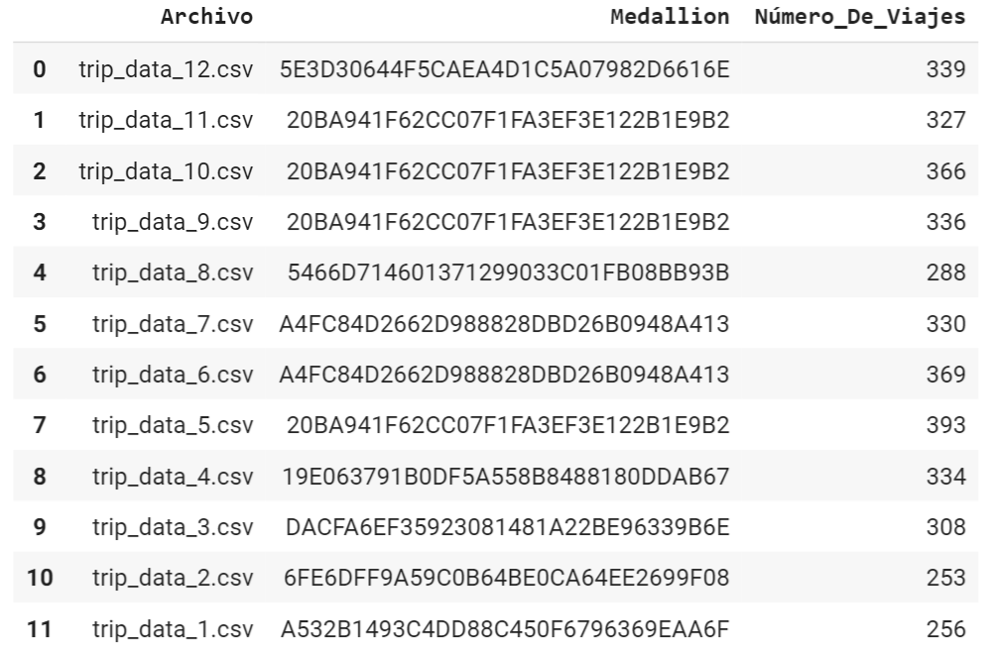 Archivo Medallion Número_De_Viajes
0 trip_data_12.csv 5E3D30644F5CAEA4D1C5A07982D6616E 339
1 trip_data_11.csv 20BA941F62CC07F1FA3EF3E122B1E9B2 327
2 trip_data_10.csv 20BA941F62CC07F1FA3EF3E122B1E9B2 366
3 trip_data_9.csv 20BA941F62CC07F1FA3EF3E122B1E9B2 336
4 trip_data_8.csv 5466D714601371299033C01FB08BB93B 288
5 trip_data_7.csv A4FC84D2662D988828DBD26B0948A413 330
6 trip_data_6.csv A4FC84D2662D988828DBD26B0948A413 369
7 trip_data_5.csv 20BA941F62CC07F1FA3EF3E122B1E9B2 393
8 trip_data_4.csv 19E063791B0DF5A558B8488180DDAB67 334
9 trip_data_3.csv DACFA6EF35923081481A22BE96339B6E 308
10 trip_data_2.csv 6FE6DFF9A59C0B64BE0CA64EE2699F08 253
11 trip_data_1.csv A532B1493C4DD88C450F6796369EAA6F 256